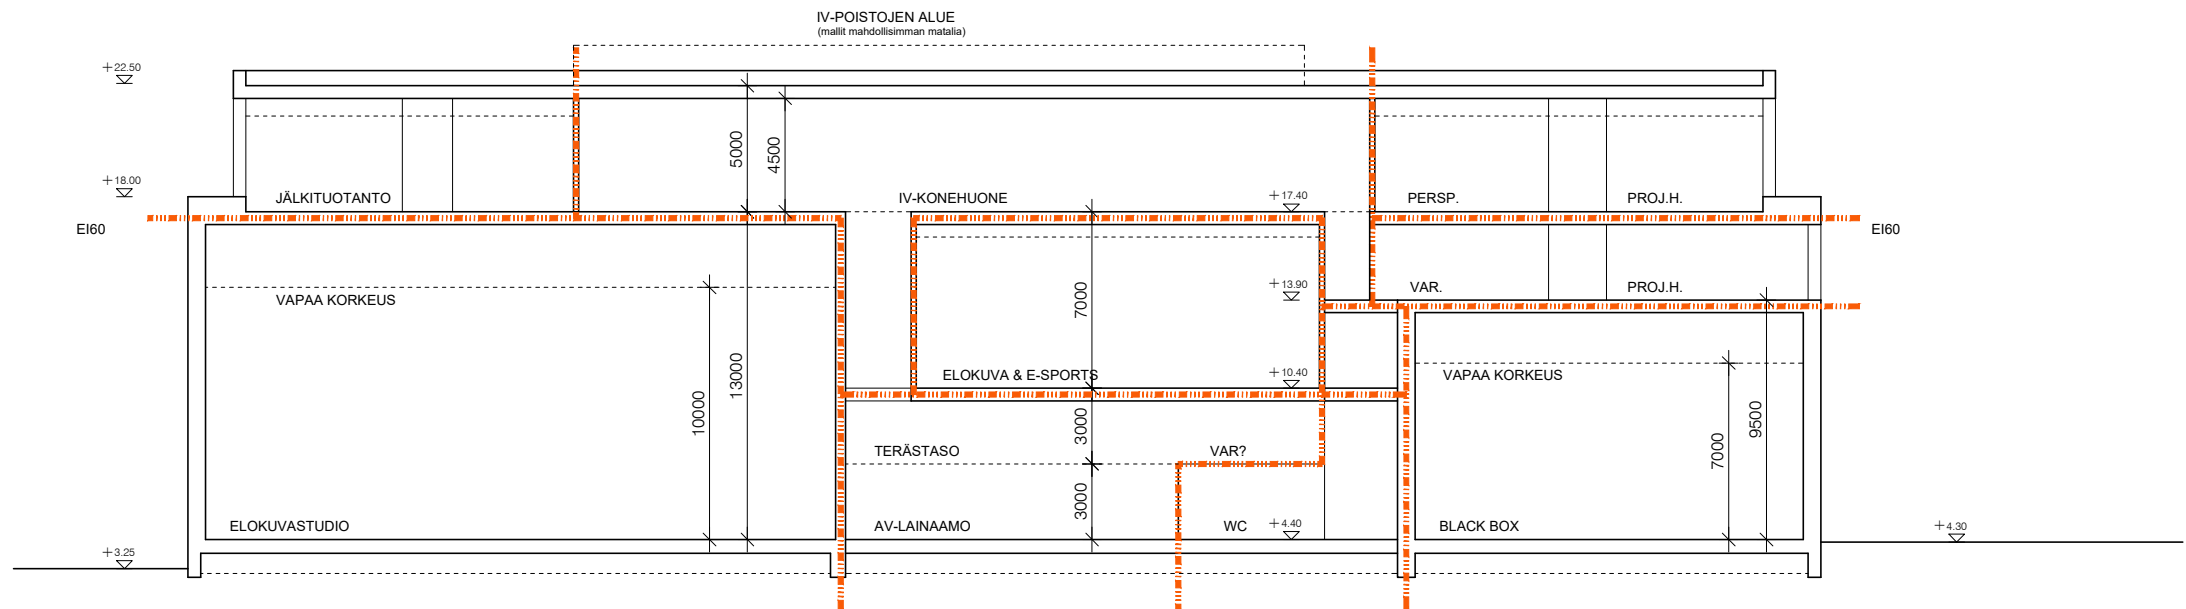 IV-POISTOJEN ALUE
(mallit mahdollisimman matalia)
+22.50
5000
4500
+18.00
JÄLKITUOTANTO
IV-KONEHUONE
+17.40
PERSP.
PROJ.H.
EI60
EI60
VAPAA KORKEUS
7000
+13.90
VAR.
PROJ.H.
ELOKUVA & E-SPORTS
+10.40
VAPAA KORKEUS
10000
13000
3000
9500
7000
TERÄSTASO
VAR?
3000
ELOKUVASTUDIO
AV-LAINAAMO
WC
+4.40
BLACK BOX
+4.30
+3.25